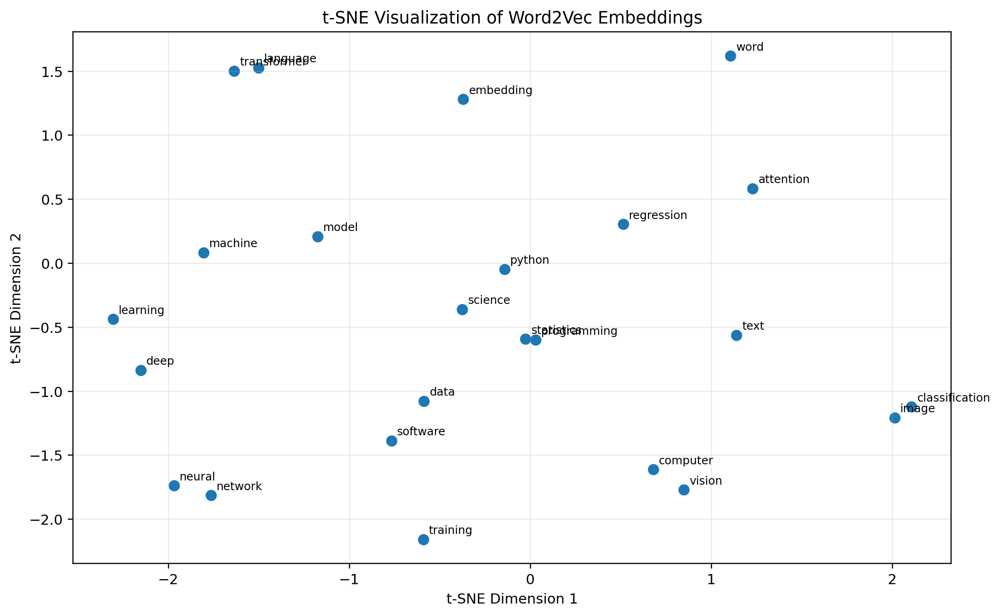 t-SNE Visualization of Word2Vec Embeddings
word
language
transformer
embedding
attention
regression
model
machine
python
science
learning
text
statistics
programming
deep
data
classification
image
software
computer
neural
vision
network
training
1.5
1.0
0.5
0.0
−0.5
−1.0
−1.5
−2.0
t-SNE Dimension 2
−2
−1
0
1
2
t-SNE Dimension 1